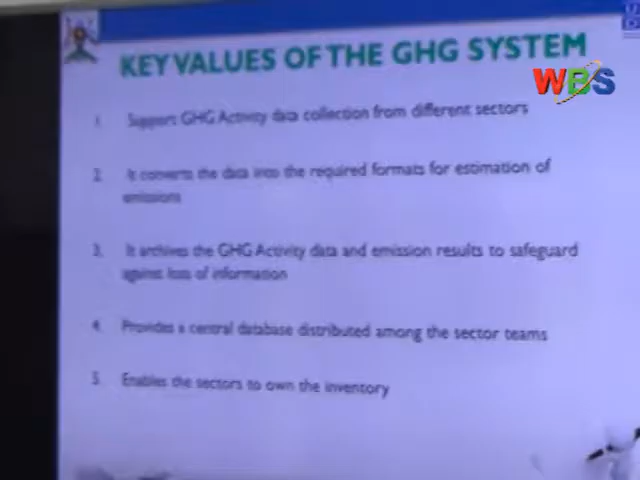 KEY VALUES OF THE GHG SYSTEM
WBS
1. Support GHG Activity data collection from different sectors
2. It converts the data into the required formats for estimation of
emissions
3. It archives the GHG Activity data and emission results to safeguard
against loss of information
4. Provides a central database distributed among the sector teams
5. Enables the sectors to own the inventory